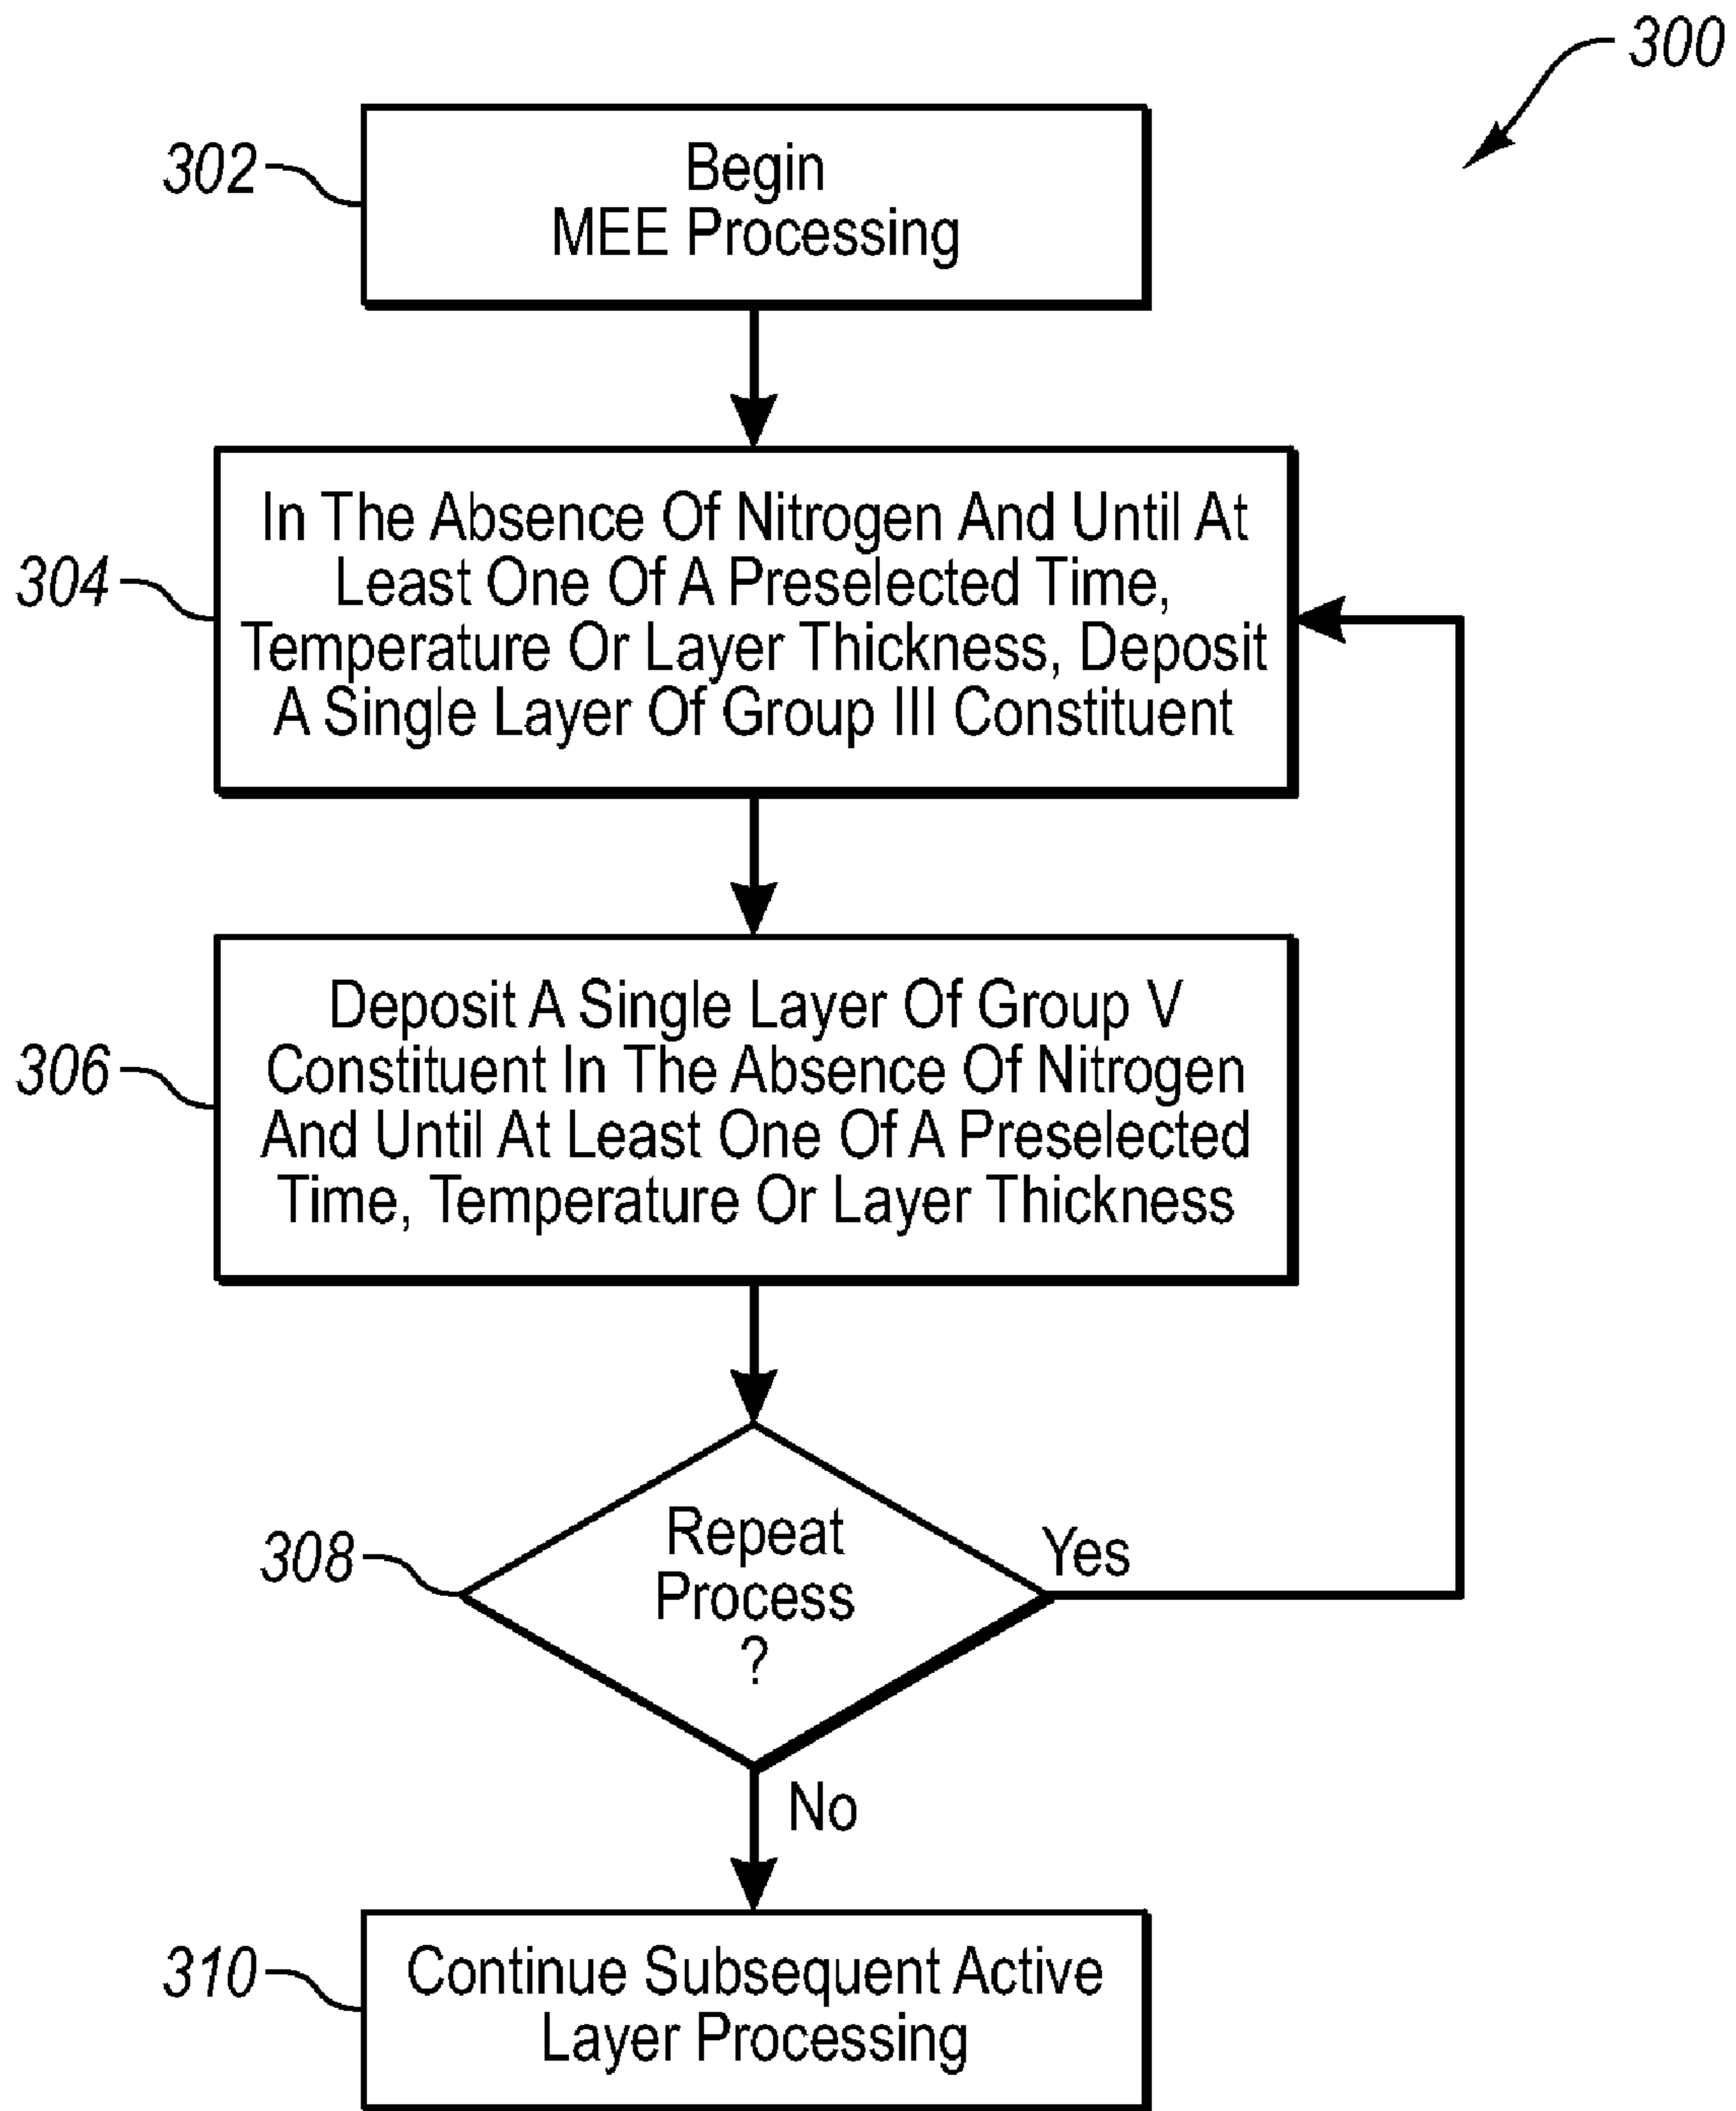 300
302
Begin
MEE Processing
304
In The Absence Of Nitrogen And Until At
Least One Of A Preselected Time,
Temperature Or Layer Thickness, Deposit
A Single Layer Of Group III Constituent
306
Deposit A Single Layer Of Group V
Constituent In The Absence Of Nitrogen
And Until At Least One Of A Preselected
Time, Temperature Or Layer Thickness
308
Repeat
Process
?
Yes
No
310
Continue Subsequent Active
Layer Processing